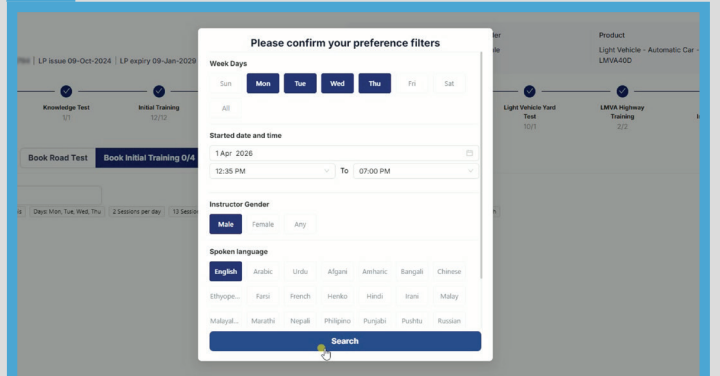 Please confirm your preference filters
Week Days
Sun Mon Tue Wed Thu Fri Sat
All
Started date and time
1 Apr 2026
12:35 PM To 07:00 PM
Instructor Gender
Male Female Any
Spoken language
English Arabic Urdu Afgani Amharic Bangali Chinese
Ethyope... Farsi French Henko Hindi Irani Malay
Malayal... Marathi Nepali Philipino Punjabi Pushtu Russian
Search
| LP issue 09-Oct-2024 | LP expiry 09-Jan-2029
Product
Light Vehicle - Automatic Car -
LMVA40D
Knowledge Test
1/1
Initial Training
12/12
Light Vehicle Yard
Test
10/1
LMVA Highway
Training
2/2
Book Road Test
Book Initial Training 0/4
Days: Mon, Tue, Wed, Thu
2 Sessions per day